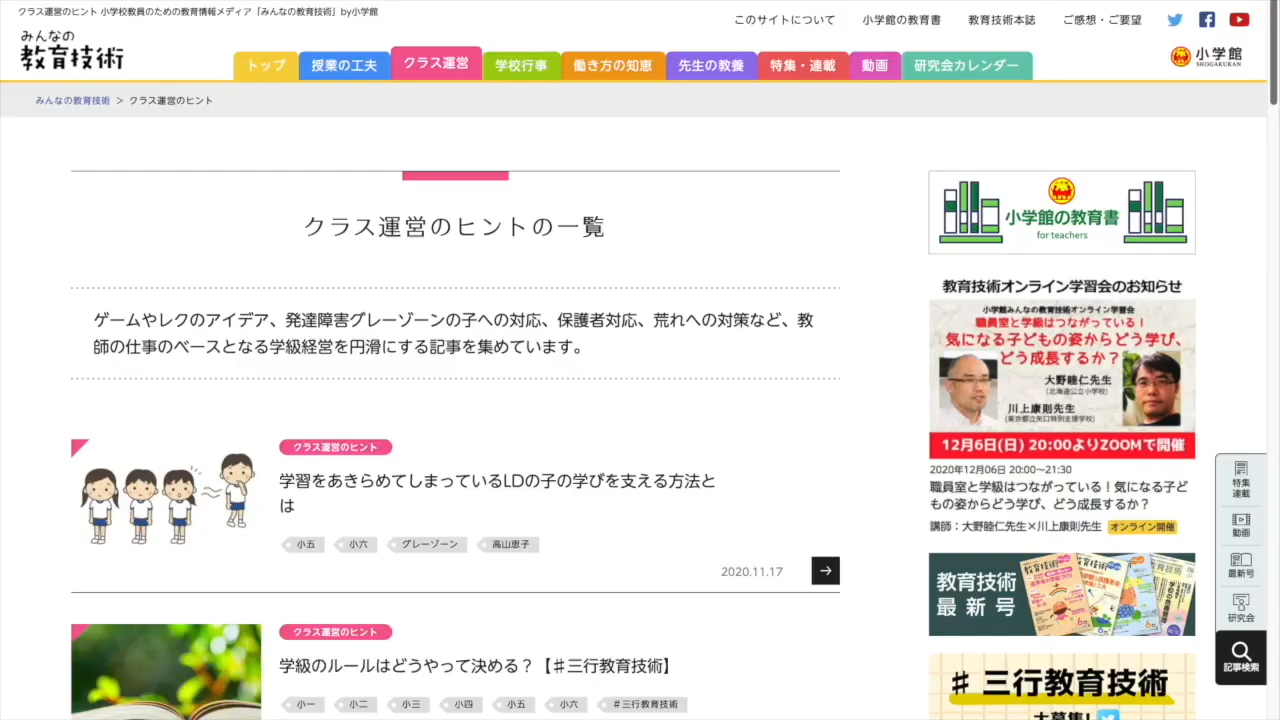 クラス運営のヒント 小学校教員のための教育情報メディア「みんなの教育技術」by小学館
このサイトについて
小学館の教育書
教育技術本誌
ご感想・ご要望
みんなの
教育技術
トップ
授業の工夫
クラス運営
学校行事
働き方の知恵
先生の教養
特集・連載
動画
研究会カレンダー
小学館
SHOGAKUKAN
みんなの教育技術 ＞ クラス運営のヒント
クラス運営のヒントの一覧
ゲームやレクのアイデア、発達障害グレーゾーンの子への対応、保護者対応、荒れへの対策など、教
師の仕事のベースとなる学級経営を円滑にする記事を集めています。
クラス運営のヒント
学習をあきらめてしまっているLDの子の学びを支える方法と
は
小五
小六
グレーゾーン
高山恵子
2020.11.17
クラス運営のヒント
学級のルールはどうやって決める？【＃三行教育技術】
小一
小二
小三
小四
小五
小六
＃三行教育技術
小学館の教育書
for teachers
教育技術オンライン学習会のお知らせ
小学館みんなの教育技術オンライン学習会
職員室と学級はつながっている！
気になる子どもの姿からどう学び、
どう成長するか？
大野睦仁先生
（北海道公立小学校）
川上康則先生
（東京都立矢口特別支援学校）
12月6日(日) 20:00よりZOOMで開催
2020年12月06日 20:00〜21:30
職員室と学級はつながっている！気になる子ど
もの姿からどう学び、どう成長するか？
講師：大野睦仁先生×川上康則先生
オンライン開催
教育技術
最新号
＃三行教育技術
大募集!
特集
連載
動画
最新号
研究会
記事検索